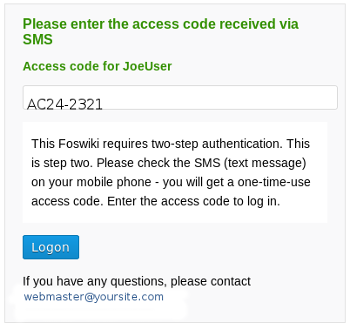 Please enter the access code received via
SMS
Access code for JoeUser
AC24-2321
This Foswiki requires two-step authentication. This
is step two. Please check the SMS (text message)
on your mobile phone - you will get a one-time-use
access code. Enter the access code to log in.
Logon
If you have any questions, please contact
webmaster@yoursite.com